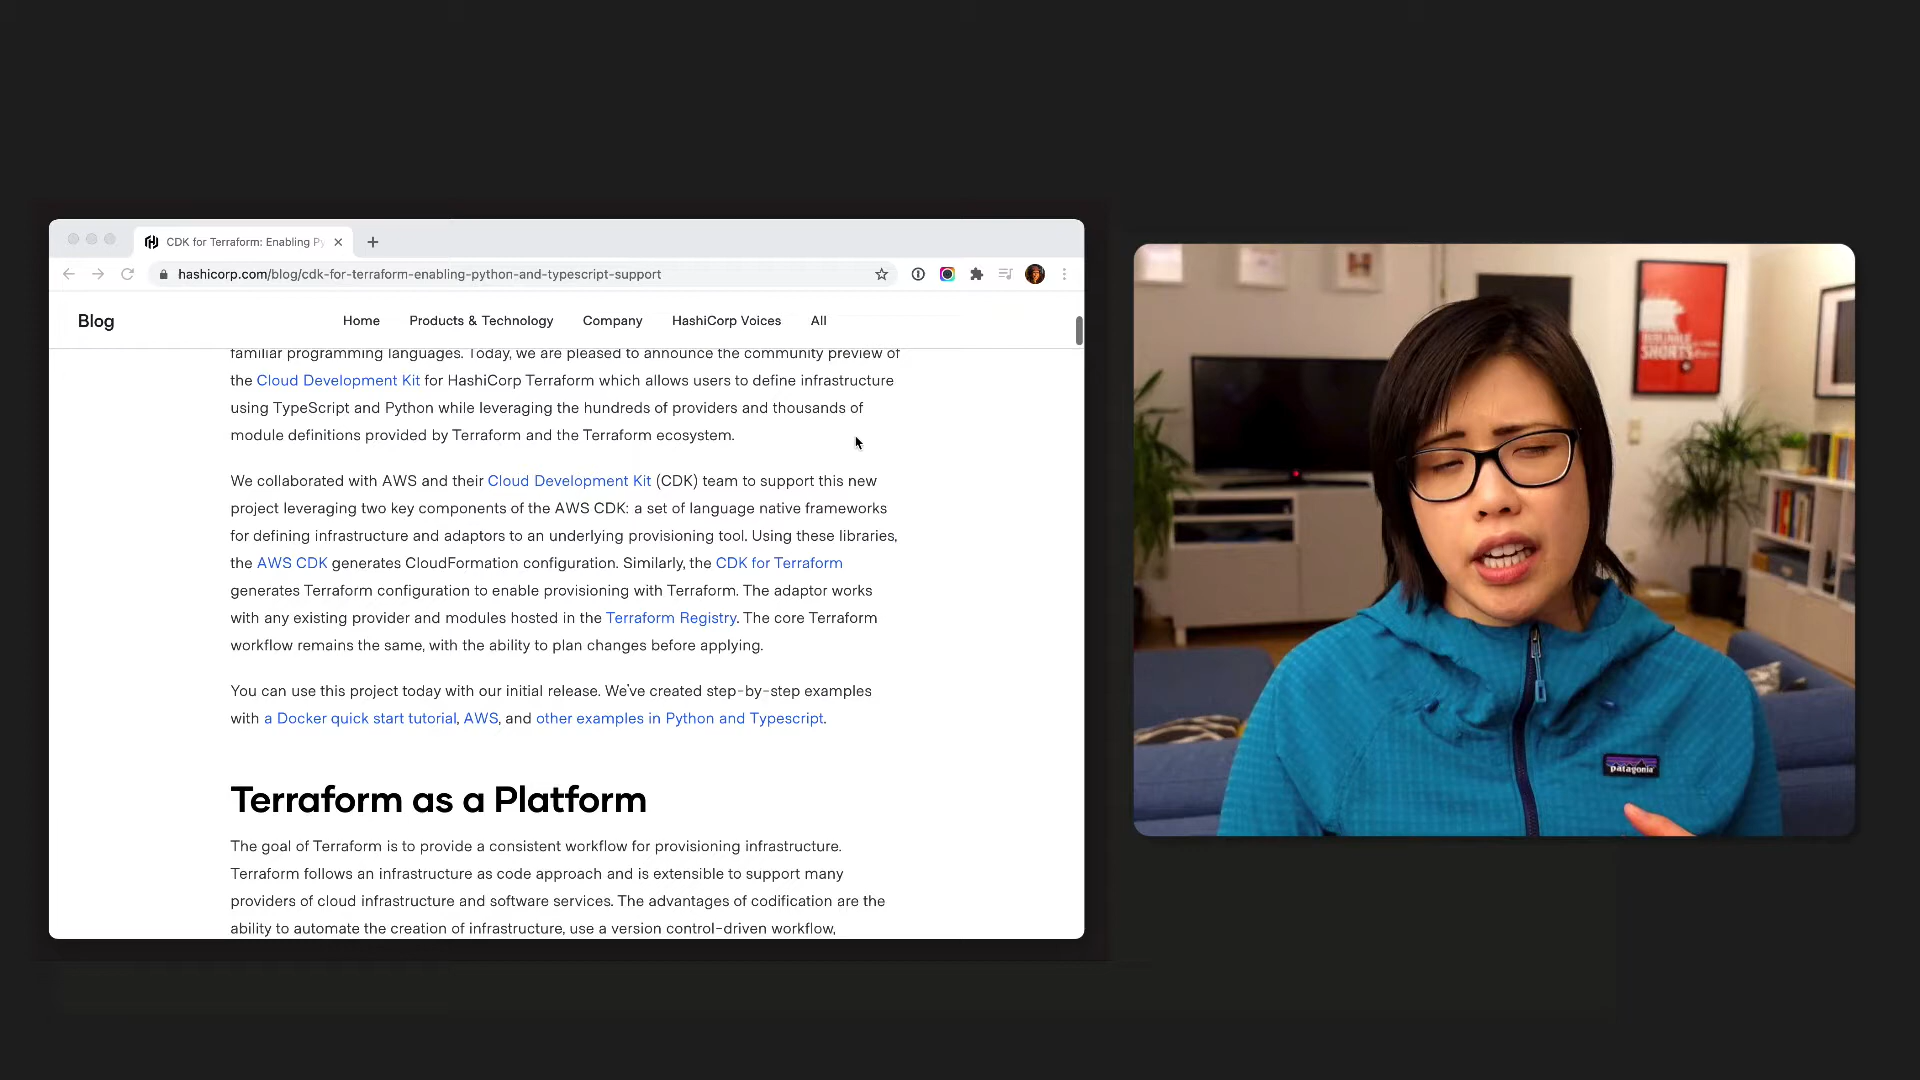 CDK for Terraform: Enabling Py
hashicorp.com/blog/cdk-for-terraform-enabling-python-and-typescript-support
Blog
Home
Products & Technology
Company
HashiCorp Voices
All
familiar programming languages. Today, we are pleased to announce the community preview of
the Cloud Development Kit for HashiCorp Terraform which allows users to define infrastructure
using TypeScript and Python while leveraging the hundreds of providers and thousands of
module definitions provided by Terraform and the Terraform ecosystem.
We collaborated with AWS and their Cloud Development Kit (CDK) team to support this new
project leveraging two key components of the AWS CDK: a set of language native frameworks
for defining infrastructure and adaptors to an underlying provisioning tool. Using these libraries,
the AWS CDK generates CloudFormation configuration. Similarly, the CDK for Terraform
generates Terraform configuration to enable provisioning with Terraform. The adaptor works
with any existing provider and modules hosted in the Terraform Registry. The core Terraform
workflow remains the same, with the ability to plan changes before applying.
You can use this project today with our initial release. We've created step-by-step examples
with a Docker quick start tutorial, AWS, and other examples in Python and Typescript.
Terraform as a Platform
The goal of Terraform is to provide a consistent workflow for provisioning infrastructure.
Terraform follows an infrastructure as code approach and is extensible to support many
providers of cloud infrastructure and software services. The advantages of codification are the
ability to automate the creation of infrastructure, use a version control-driven workflow,
BERLINALE
SHORTS
patagonia